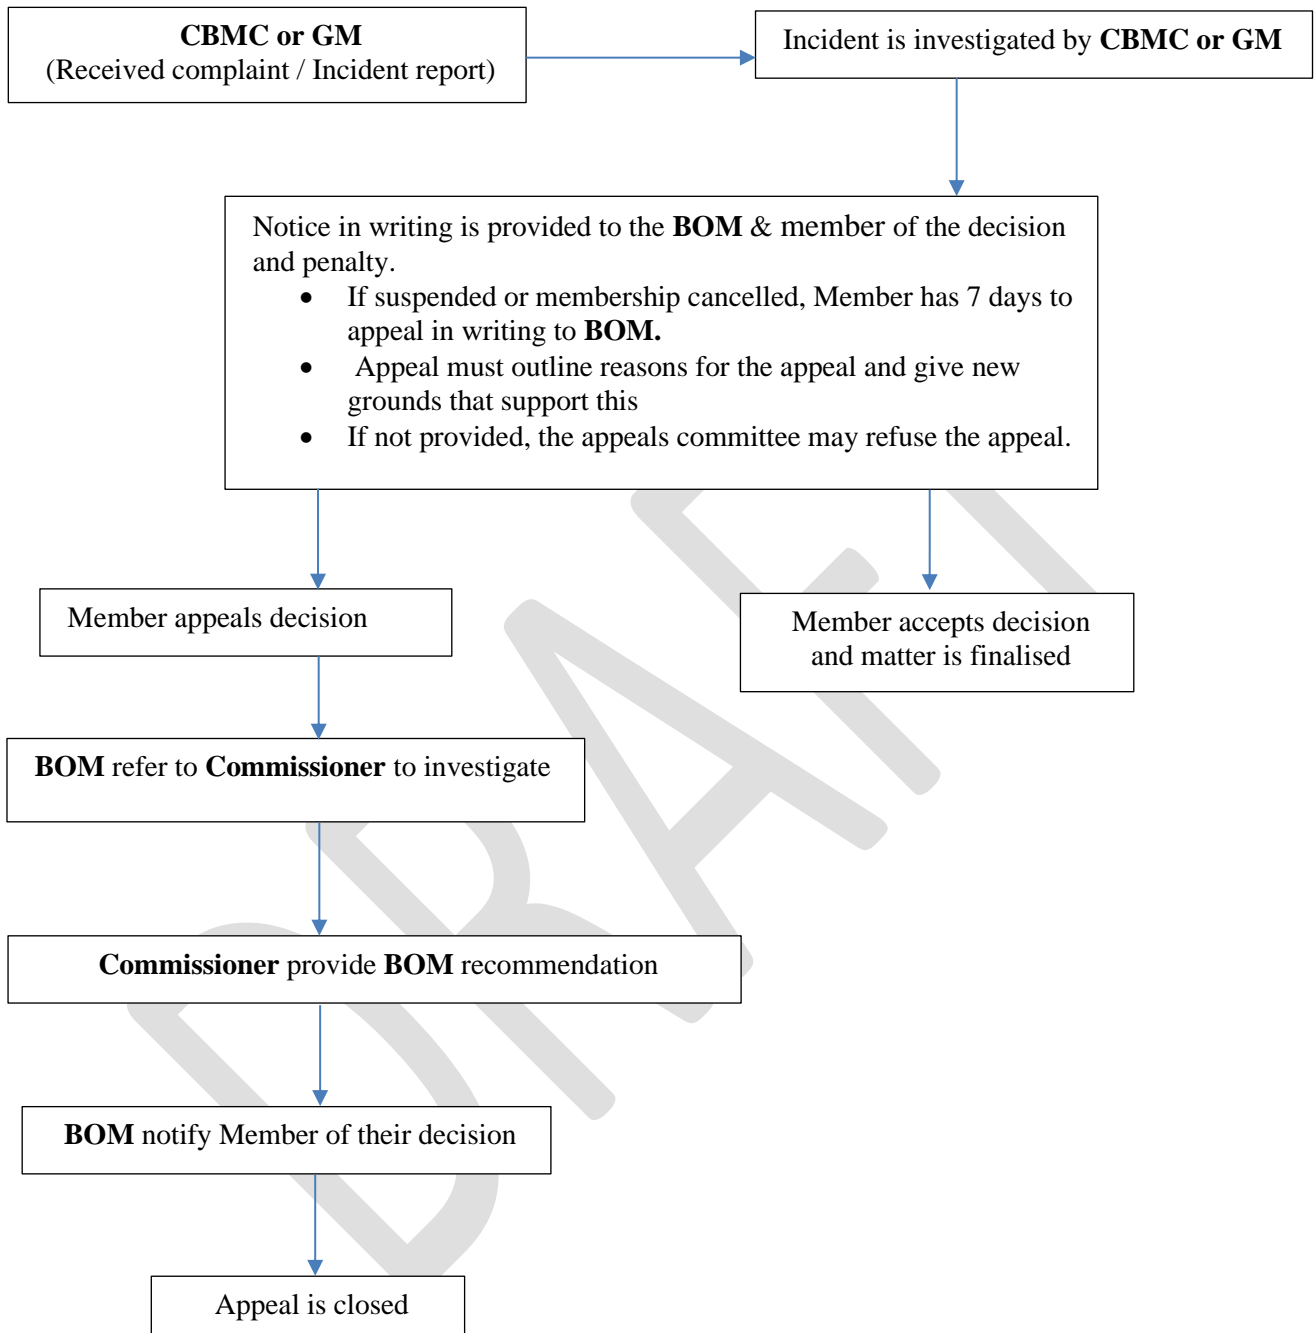 CBMC or GM
(Received complaint / Incident report)
Incident is investigated by CBMC or GM
Notice in writing is provided to the BOM & member of the decision
and penalty.
• If suspended or membership cancelled, Member has 7 days to
appeal in writing to BOM.
• Appeal must outline reasons for the appeal and give new
grounds that support this
• If not provided, the appeals committee may refuse the appeal.
Member appeals decision
Member accepts decision
and matter is finalised
BOM refer to Commissioner to investigate
Commissioner provide BOM recommendation
BOM notify Member of their decision
Appeal is closed
DRAFT